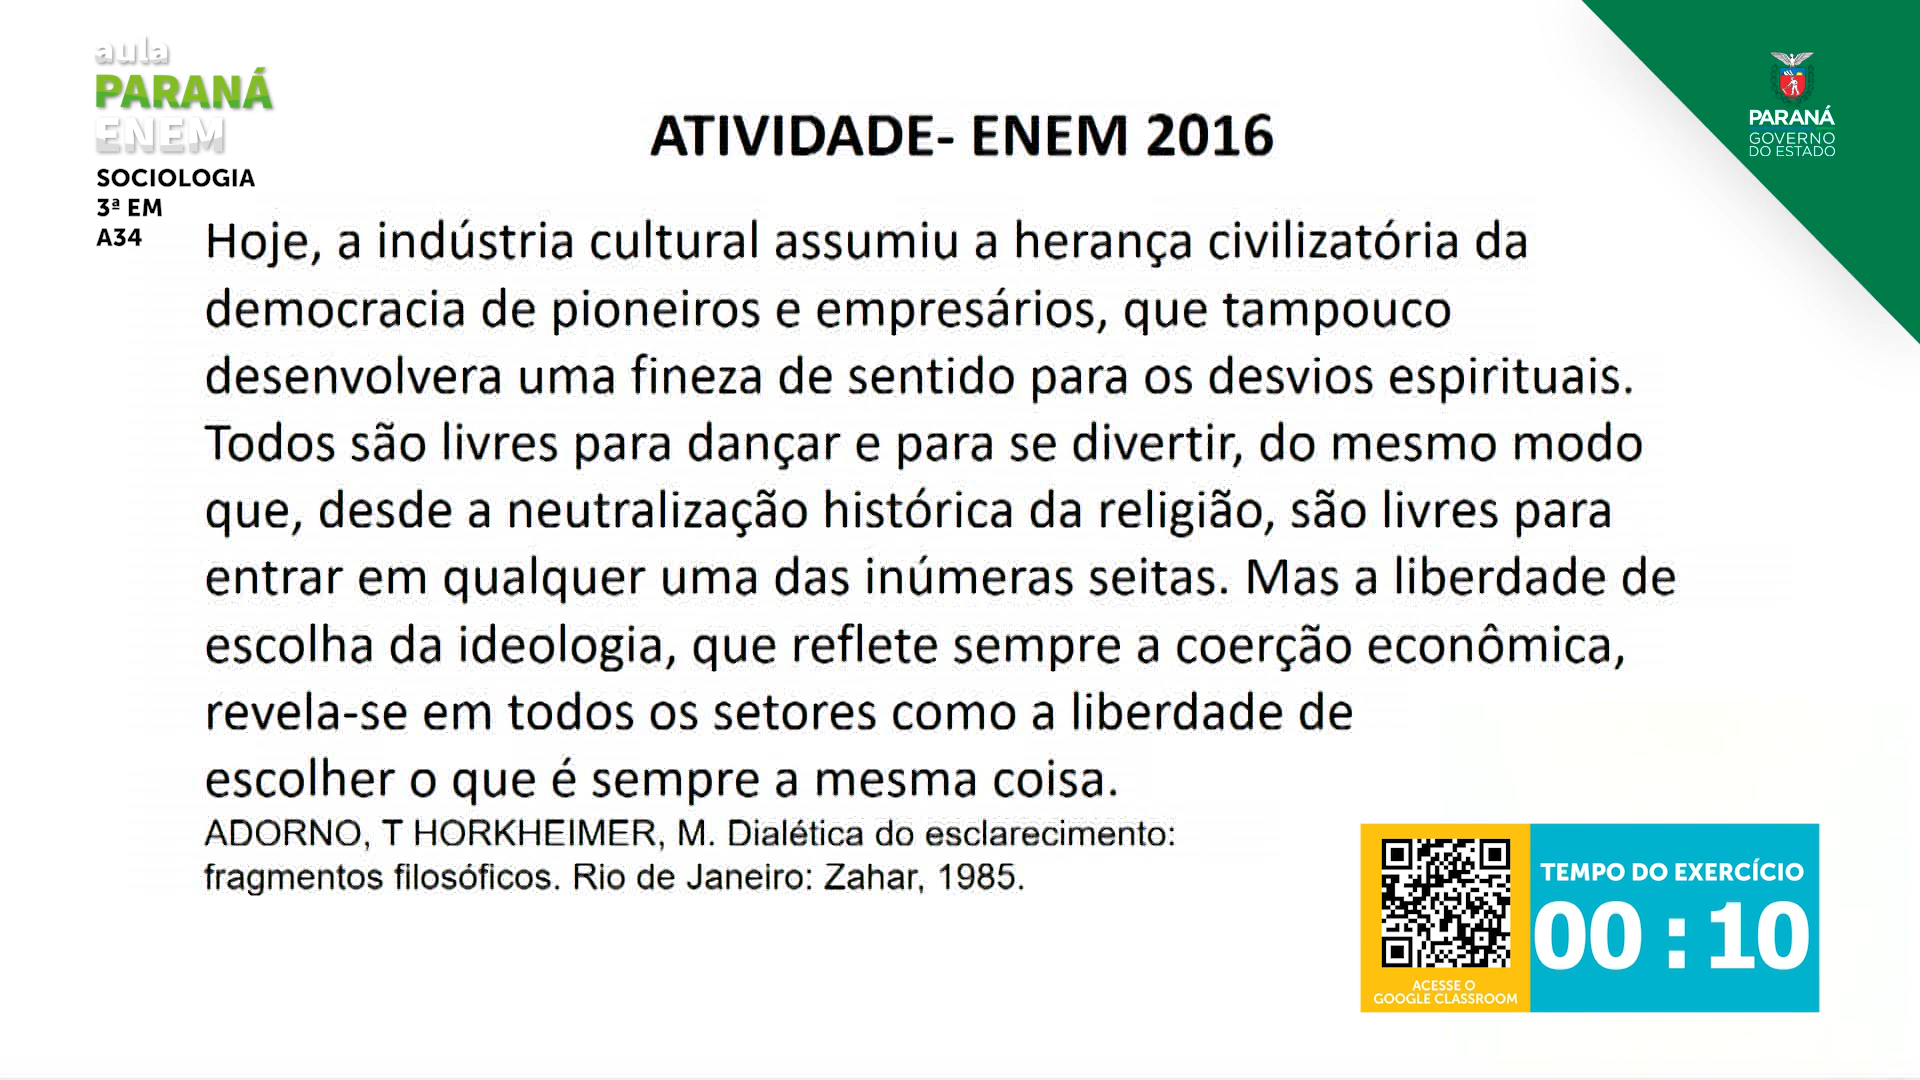 aula
PARANÁ
ENEM
SOCIOLOGIA
3ª EM
A34
PARANÁ
GOVERNO
DO ESTADO
ATIVIDADE- ENEM 2016
Hoje, a indústria cultural assumiu a herança civilizatória da
democracia de pioneiros e empresários, que tampouco
desenvolvera uma fineza de sentido para os desvios espirituais.
Todos são livres para dançar e para se divertir, do mesmo modo
que, desde a neutralização histórica da religião, são livres para
entrar em qualquer uma das inúmeras seitas. Mas a liberdade de
escolha da ideologia, que reflete sempre a coerção econômica,
revela-se em todos os setores como a liberdade de
escolher o que é sempre a mesma coisa.
ADORNO, T HORKHEIMER, M. Dialética do esclarecimento:
fragmentos filosóficos. Rio de Janeiro: Zahar, 1985.
ACESSE O
GOOGLE CLASSROOM
TEMPO DO EXERCÍCIO
00 : 10